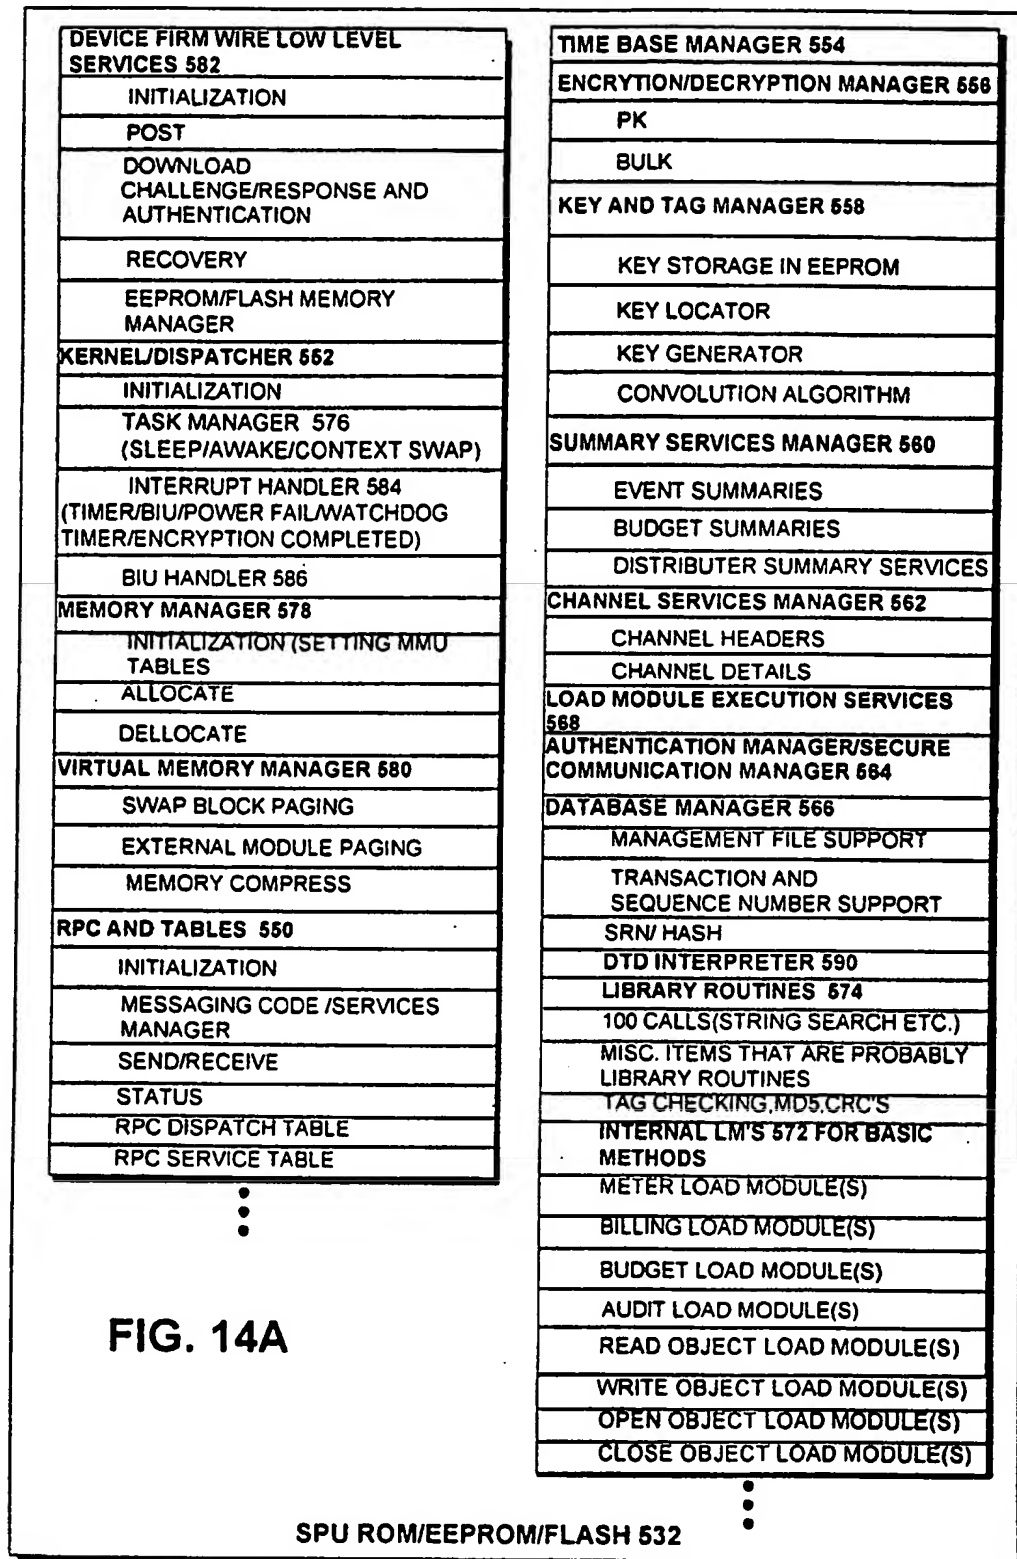 DEVICE FIRM WIRE LOW LEVEL
SERVICES 582
INITIALIZATION
POST
DOWNLOAD
CHALLENGE/RESPONSE AND
AUTHENTICATION
RECOVERY
EEPROM/FLASH MEMORY
MANAGER
KERNEL/DISPATCHER 552
INITIALIZATION
TASK MANAGER 576
(SLEEP/AWAKE/CONTEXT SWAP)
INTERRUPT HANDLER 584
(TIMER/BIU/POWER FAIL/WATCHDOG
TIMER/ENCRYPTION COMPLETED)
BIU HANDLER 586
MEMORY MANAGER 578
INITIALIZATION (SETTING MMU
TABLES
ALLOCATE
DELLOCATE
VIRTUAL MEMORY MANAGER 580
SWAP BLOCK PAGING
EXTERNAL MODULE PAGING
MEMORY COMPRESS
RPC AND TABLES 550
INITIALIZATION
MESSAGING CODE /SERVICES
MANAGER
SEND/RECEIVE
STATUS
RPC DISPATCH TABLE
RPC SERVICE TABLE
TIME BASE MANAGER 554
ENCRYTION/DECRYPTION MANAGER 556
PK
BULK
KEY AND TAG MANAGER 558
KEY STORAGE IN EEPROM
KEY LOCATOR
KEY GENERATOR
CONVOLUTION ALGORITHM
SUMMARY SERVICES MANAGER 560
EVENT SUMMARIES
BUDGET SUMMARIES
DISTRIBUTER SUMMARY SERVICES
CHANNEL SERVICES MANAGER 562
CHANNEL HEADERS
CHANNEL DETAILS
LOAD MODULE EXECUTION SERVICES
568
AUTHENTICATION MANAGER/SECURE
COMMUNICATION MANAGER 564
DATABASE MANAGER 566
MANAGEMENT FILE SUPPORT
TRANSACTION AND
SEQUENCE NUMBER SUPPORT
SRN/ HASH
DTD INTERPRETER 590
LIBRARY ROUTINES 574
100 CALLS(STRING SEARCH ETC.)
MISC. ITEMS THAT ARE PROBABLY
LIBRARY ROUTINES
TAG CHECKING,MD5,CRC'S
INTERNAL LM'S 572 FOR BASIC
METHODS
METER LOAD MODULE(S)
BILLING LOAD MODULE(S)
BUDGET LOAD MODULE(S)
AUDIT LOAD MODULE(S)
READ OBJECT LOAD MODULE(S)
WRITE OBJECT LOAD MODULE(S)
OPEN OBJECT LOAD MODULE(S)
CLOSE OBJECT LOAD MODULE(S)
FIG. 14A
SPU ROM/EEPROM/FLASH 532